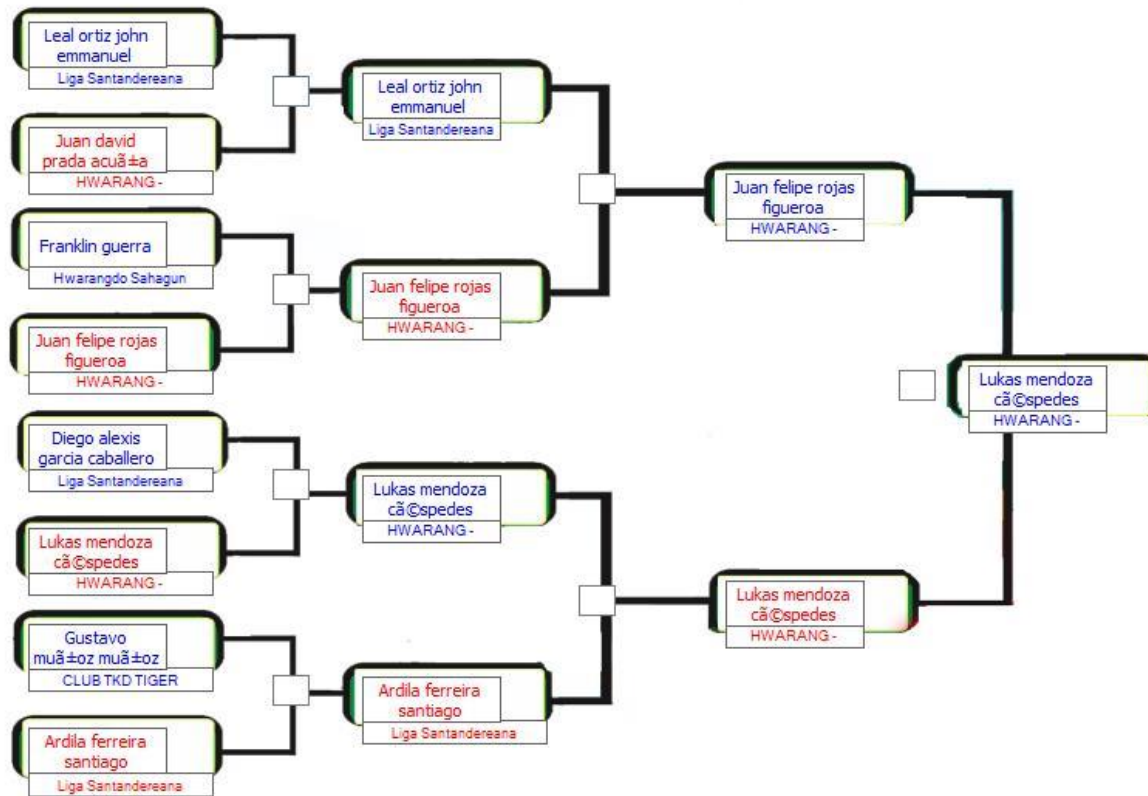 Leal ortiz john
emmanuel
Liga Santandereana
Juan david
prada acuã±a
HWARANG -
Franklin guerra
Hwarangdo Sahagun
Juan felipe rojas
figueroa
HWARANG -
Diego alexis
garcia caballero
Liga Santandereana
Lukas mendoza
cã©spedes
HWARANG -
Gustavo
muã±oz muã±oz
CLUB TKD TIGER
Ardila ferreira
santiago
Liga Santandereana
Leal ortiz john
emmanuel
Liga Santandereana
Juan felipe rojas
figueroa
HWARANG -
Lukas mendoza
cã©spedes
HWARANG -
Ardila ferreira
santiago
Liga Santandereana
Juan felipe rojas
figueroa
HWARANG -
Lukas mendoza
cã©spedes
HWARANG -
Lukas mendoza
cã©spedes
HWARANG -